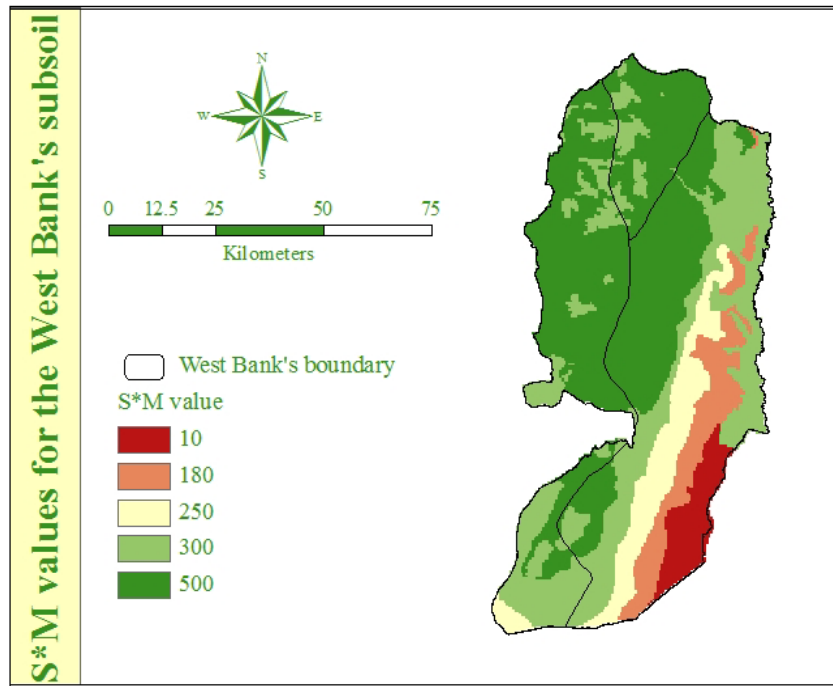 S*M values for the West Bank's subsoil
N
W
E
S
0 12.5 25 50 75
Kilometers
West Bank's boundary
S*M value
10
180
250
300
500